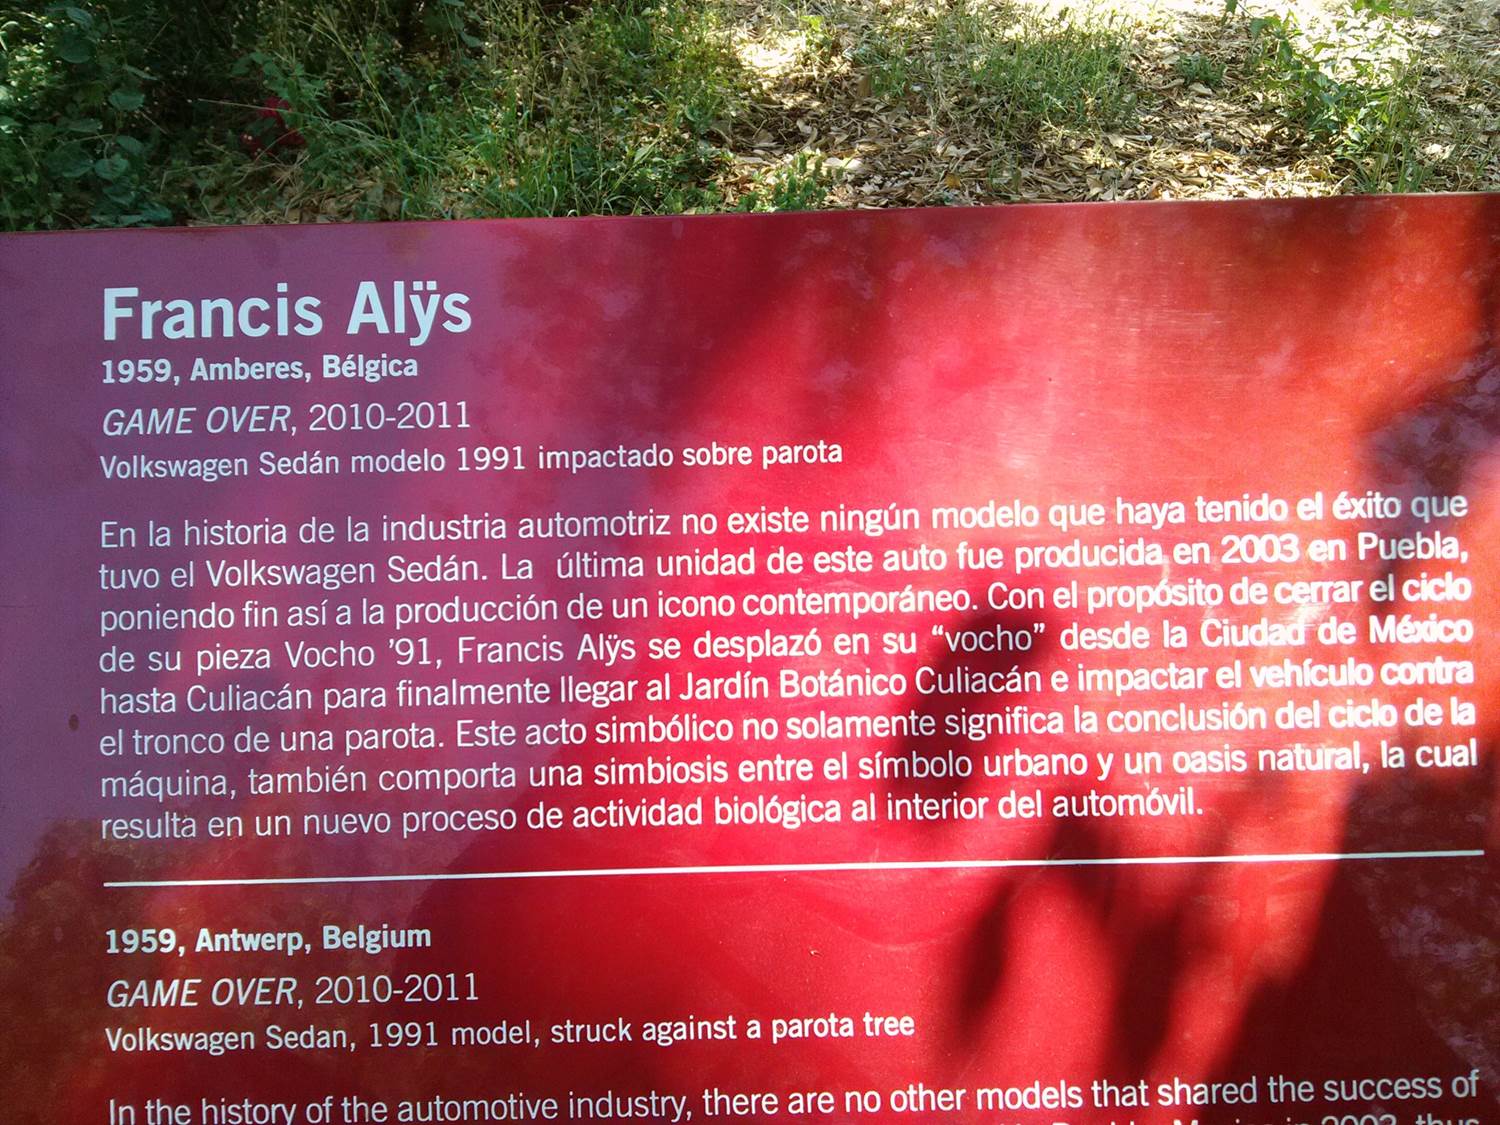 Francis Alÿs
1959, Amberes, Bélgica
GAME OVER, 2010-2011
Volkswagen Sedán modelo 1991 impactado sobre parota
En la historia de la industria automotriz no existe ningún modelo que haya tenido el éxito que
tuvo el Volkswagen Sedán. La última unidad de este auto fue producida en 2003 en Puebla,
poniendo fin así a la producción de un icono contemporáneo. Con el propósito de cerrar el ciclo
de su pieza Vocho ’91, Francis Alÿs se desplazó en su “vocho” desde la Ciudad de México
hasta Culiacán para finalmente llegar al Jardín Botánico Culiacán e impactar el vehículo contra
el tronco de una parota. Este acto simbólico no solamente significa la conclusión del ciclo de la
máquina, también comporta una simbiosis entre el símbolo urbano y un oasis natural, la cual
resulta en un nuevo proceso de actividad biológica al interior del automóvil.
1959, Antwerp, Belgium
GAME OVER, 2010-2011
Volkswagen Sedan, 1991 model, struck against a parota tree
In the history of the automotive industry, there are no other models that shared the success of
in 2003, thus